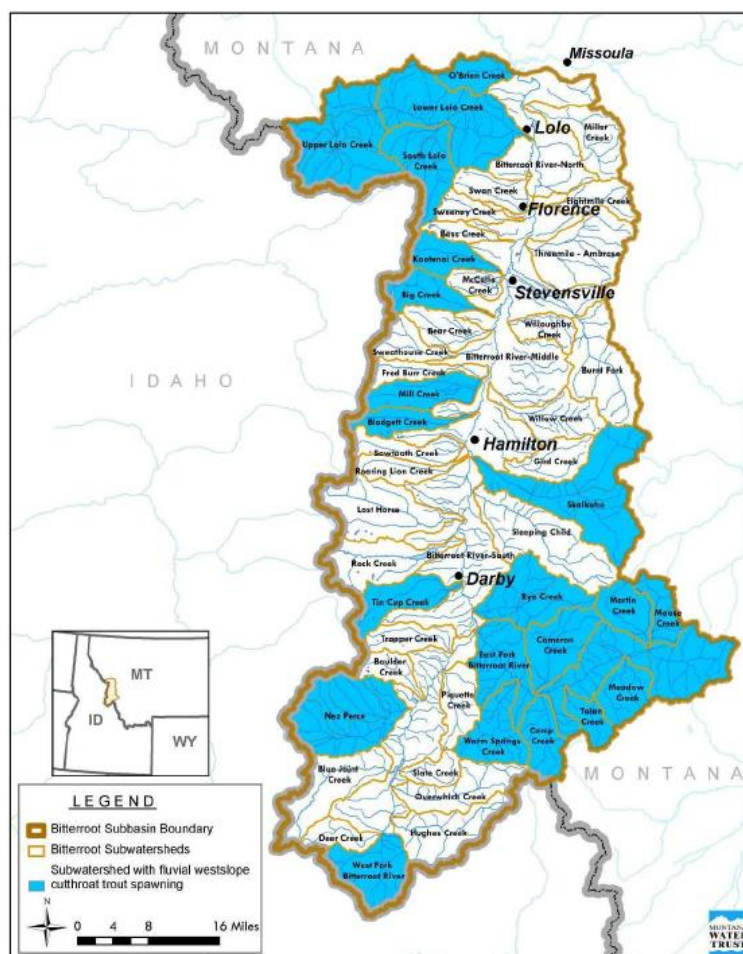 MONTANA
Missoula
O'Brien Creek
Lower Lolo Creek
Lolo
Miller
Creek
Upper Lolo Creek
South Lolo
Creek
Bitterroot River-North
Swan Creek
Eightmile Creek
Sweeney Creek
Florence
Bass Creek
Threemile - Ambrose
Kootenai Creek
McCalla
Creek
Stevensville
Big Creek
Willoughby
Creek
Bear Creek
Sweathouse Creek
Bitterroot River-Middle
Burnt Fork
Fred Burr Creek
IDAHO
Mill Creek
Blodgett Creek
Willow Creek
Hamilton
Sawtooth Creek
Gird Creek
Roaring Lion Creek
Skalkaho
Lost Horse
Sleeping Child
Rock Creek
Bitterroot River-South
Darby
Tin Cup Creek
Rye Creek
Martin
Creek
Moose
Creek
Trapper Creek
Cameron
Creek
East Fork
Bitterroot River
Boulder
Creek
Meadow
Creek
Piquette
Creek
Nez Perce
Tolan
Creek
Camp
Creek
Warm Springs
Creek
MONTANA
Blue Joint
Creek
Slate Creek
Overwhich Creek
Deer Creek
Hughes Creek
West Fork
Bitterroot River
MT
ID
WY
LEGEND
Bitterroot Subbasin Boundary
Bitterroot Subwatersheds
Subwatershed with fluvial westslope
cutthroat trout spawning
N
0 4 8 16 Miles
MONTANA
WATER
TRUST